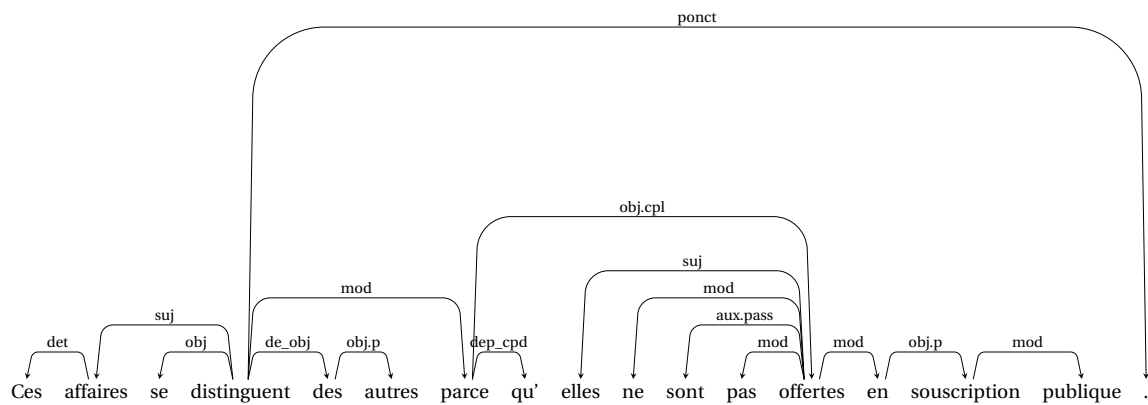 ponct
obj.cpl
suj
mod mod
suj aux.pass
det obj de_obj obj.p dep_cpd mod mod obj.p mod
Ces affaires se distinguent des autres parce qu’ elles ne sont pas offertes en souscription publique .